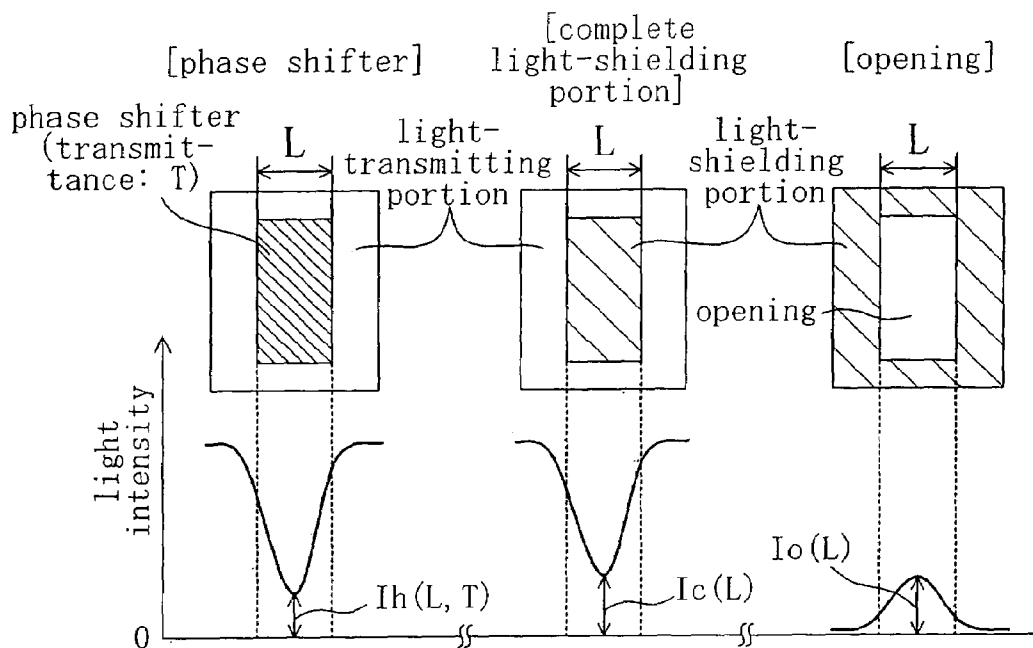 [phase shifter]
[complete
light-shielding
portion]
[opening]
phase shifter
(transmit-
tance: T)
L
light-
transmitting
portion
L
light-
shielding
portion
L
opening
light
intensity
0
Ih(L, T)
Ic(L)
Io(L)